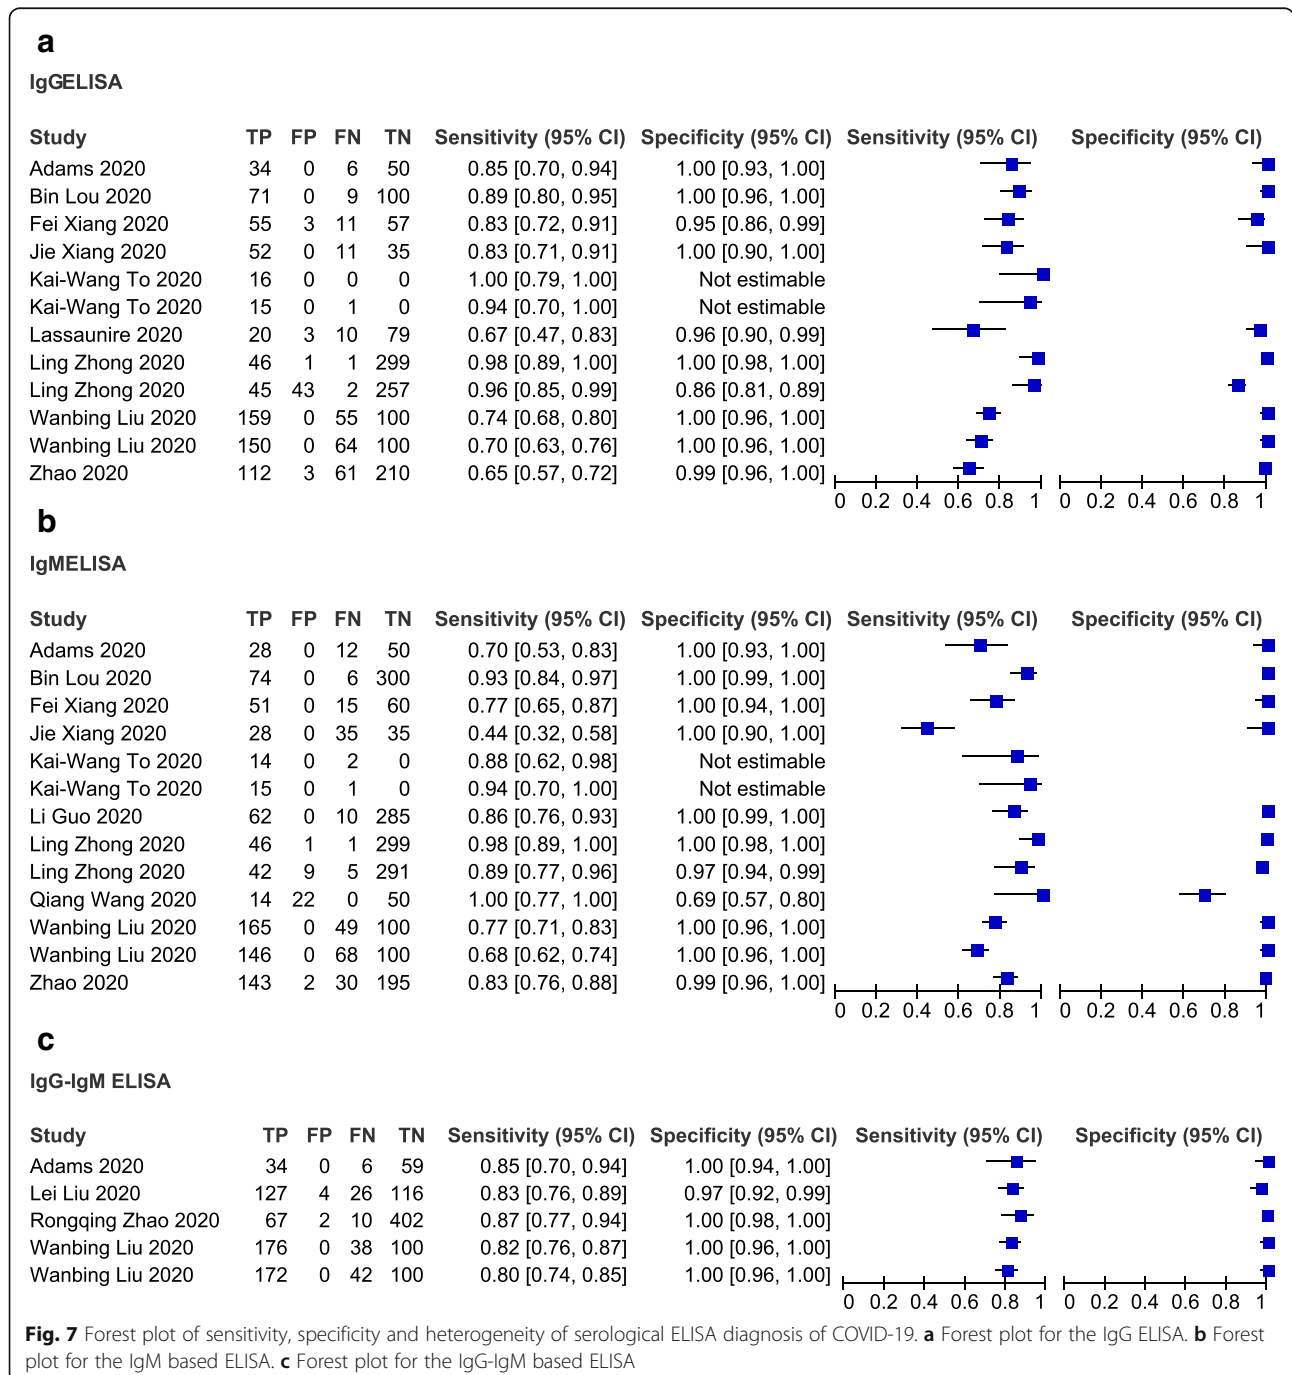 a
IgGELISA
Study TP FP FN TN Sensitivity (95% CI) Specificity (95% CI) Sensitivity (95% CI) Specificity (95% CI)
Adams 2020 34 0 6 50 0.85 [0.70, 0.94] 1.00 [0.93, 1.00]
Bin Lou 2020 71 0 9 100 0.89 [0.80, 0.95] 1.00 [0.96, 1.00]
Fei Xiang 2020 55 3 11 57 0.83 [0.72, 0.91] 0.95 [0.86, 0.99]
Jie Xiang 2020 52 0 11 35 0.83 [0.71, 0.91] 1.00 [0.90, 1.00]
Kai-Wang To 2020 16 0 0 0 1.00 [0.79, 1.00] Not estimable
Kai-Wang To 2020 15 0 1 0 0.94 [0.70, 1.00] Not estimable
Lassaunire 2020 20 3 10 79 0.67 [0.47, 0.83] 0.96 [0.90, 0.99]
Ling Zhong 2020 46 1 1 299 0.98 [0.89, 1.00] 1.00 [0.98, 1.00]
Ling Zhong 2020 45 43 2 257 0.96 [0.85, 0.99] 0.86 [0.81, 0.89]
Wanbing Liu 2020 159 0 55 100 0.74 [0.68, 0.80] 1.00 [0.96, 1.00]
Wanbing Liu 2020 150 0 64 100 0.70 [0.63, 0.76] 1.00 [0.96, 1.00]
Zhao 2020 112 3 61 210 0.65 [0.57, 0.72] 0.99 [0.96, 1.00]
0 0.2 0.4 0.6 0.8 1 0 0.2 0.4 0.6 0.8 1
b
IgMELISA
Study TP FP FN TN Sensitivity (95% CI) Specificity (95% CI) Sensitivity (95% CI) Specificity (95% CI)
Adams 2020 28 0 12 50 0.70 [0.53, 0.83] 1.00 [0.93, 1.00]
Bin Lou 2020 74 0 6 300 0.93 [0.84, 0.97] 1.00 [0.99, 1.00]
Fei Xiang 2020 51 0 15 60 0.77 [0.65, 0.87] 1.00 [0.94, 1.00]
Jie Xiang 2020 28 0 35 35 0.44 [0.32, 0.58] 1.00 [0.90, 1.00]
Kai-Wang To 2020 14 0 2 0 0.88 [0.62, 0.98] Not estimable
Kai-Wang To 2020 15 0 1 0 0.94 [0.70, 1.00] Not estimable
Li Guo 2020 62 0 10 285 0.86 [0.76, 0.93] 1.00 [0.99, 1.00]
Ling Zhong 2020 46 1 1 299 0.98 [0.89, 1.00] 1.00 [0.98, 1.00]
Ling Zhong 2020 42 9 5 291 0.89 [0.77, 0.96] 0.97 [0.94, 0.99]
Qiang Wang 2020 14 22 0 50 1.00 [0.77, 1.00] 0.69 [0.57, 0.80]
Wanbing Liu 2020 165 0 49 100 0.77 [0.71, 0.83] 1.00 [0.96, 1.00]
Wanbing Liu 2020 146 0 68 100 0.68 [0.62, 0.74] 1.00 [0.96, 1.00]
Zhao 2020 143 2 30 195 0.83 [0.76, 0.88] 0.99 [0.96, 1.00]
0 0.2 0.4 0.6 0.8 1 0 0.2 0.4 0.6 0.8 1
c
IgG-IgM ELISA
Study TP FP FN TN Sensitivity (95% CI) Specificity (95% CI) Sensitivity (95% CI) Specificity (95% CI)
Adams 2020 34 0 6 59 0.85 [0.70, 0.94] 1.00 [0.94, 1.00]
Lei Liu 2020 127 4 26 116 0.83 [0.76, 0.89] 0.97 [0.92, 0.99]
Rongqing Zhao 2020 67 2 10 402 0.87 [0.77, 0.94] 1.00 [0.98, 1.00]
Wanbing Liu 2020 176 0 38 100 0.82 [0.76, 0.87] 1.00 [0.96, 1.00]
Wanbing Liu 2020 172 0 42 100 0.80 [0.74, 0.85] 1.00 [0.96, 1.00]
0 0.2 0.4 0.6 0.8 1 0 0.2 0.4 0.6 0.8 1
Fig. 7 Forest plot of sensitivity, specificity and heterogeneity of serological ELISA diagnosis of COVID-19. a Forest plot for the IgG ELISA. b Forest
plot for the IgM based ELISA. c Forest plot for the IgG-IgM based ELISA